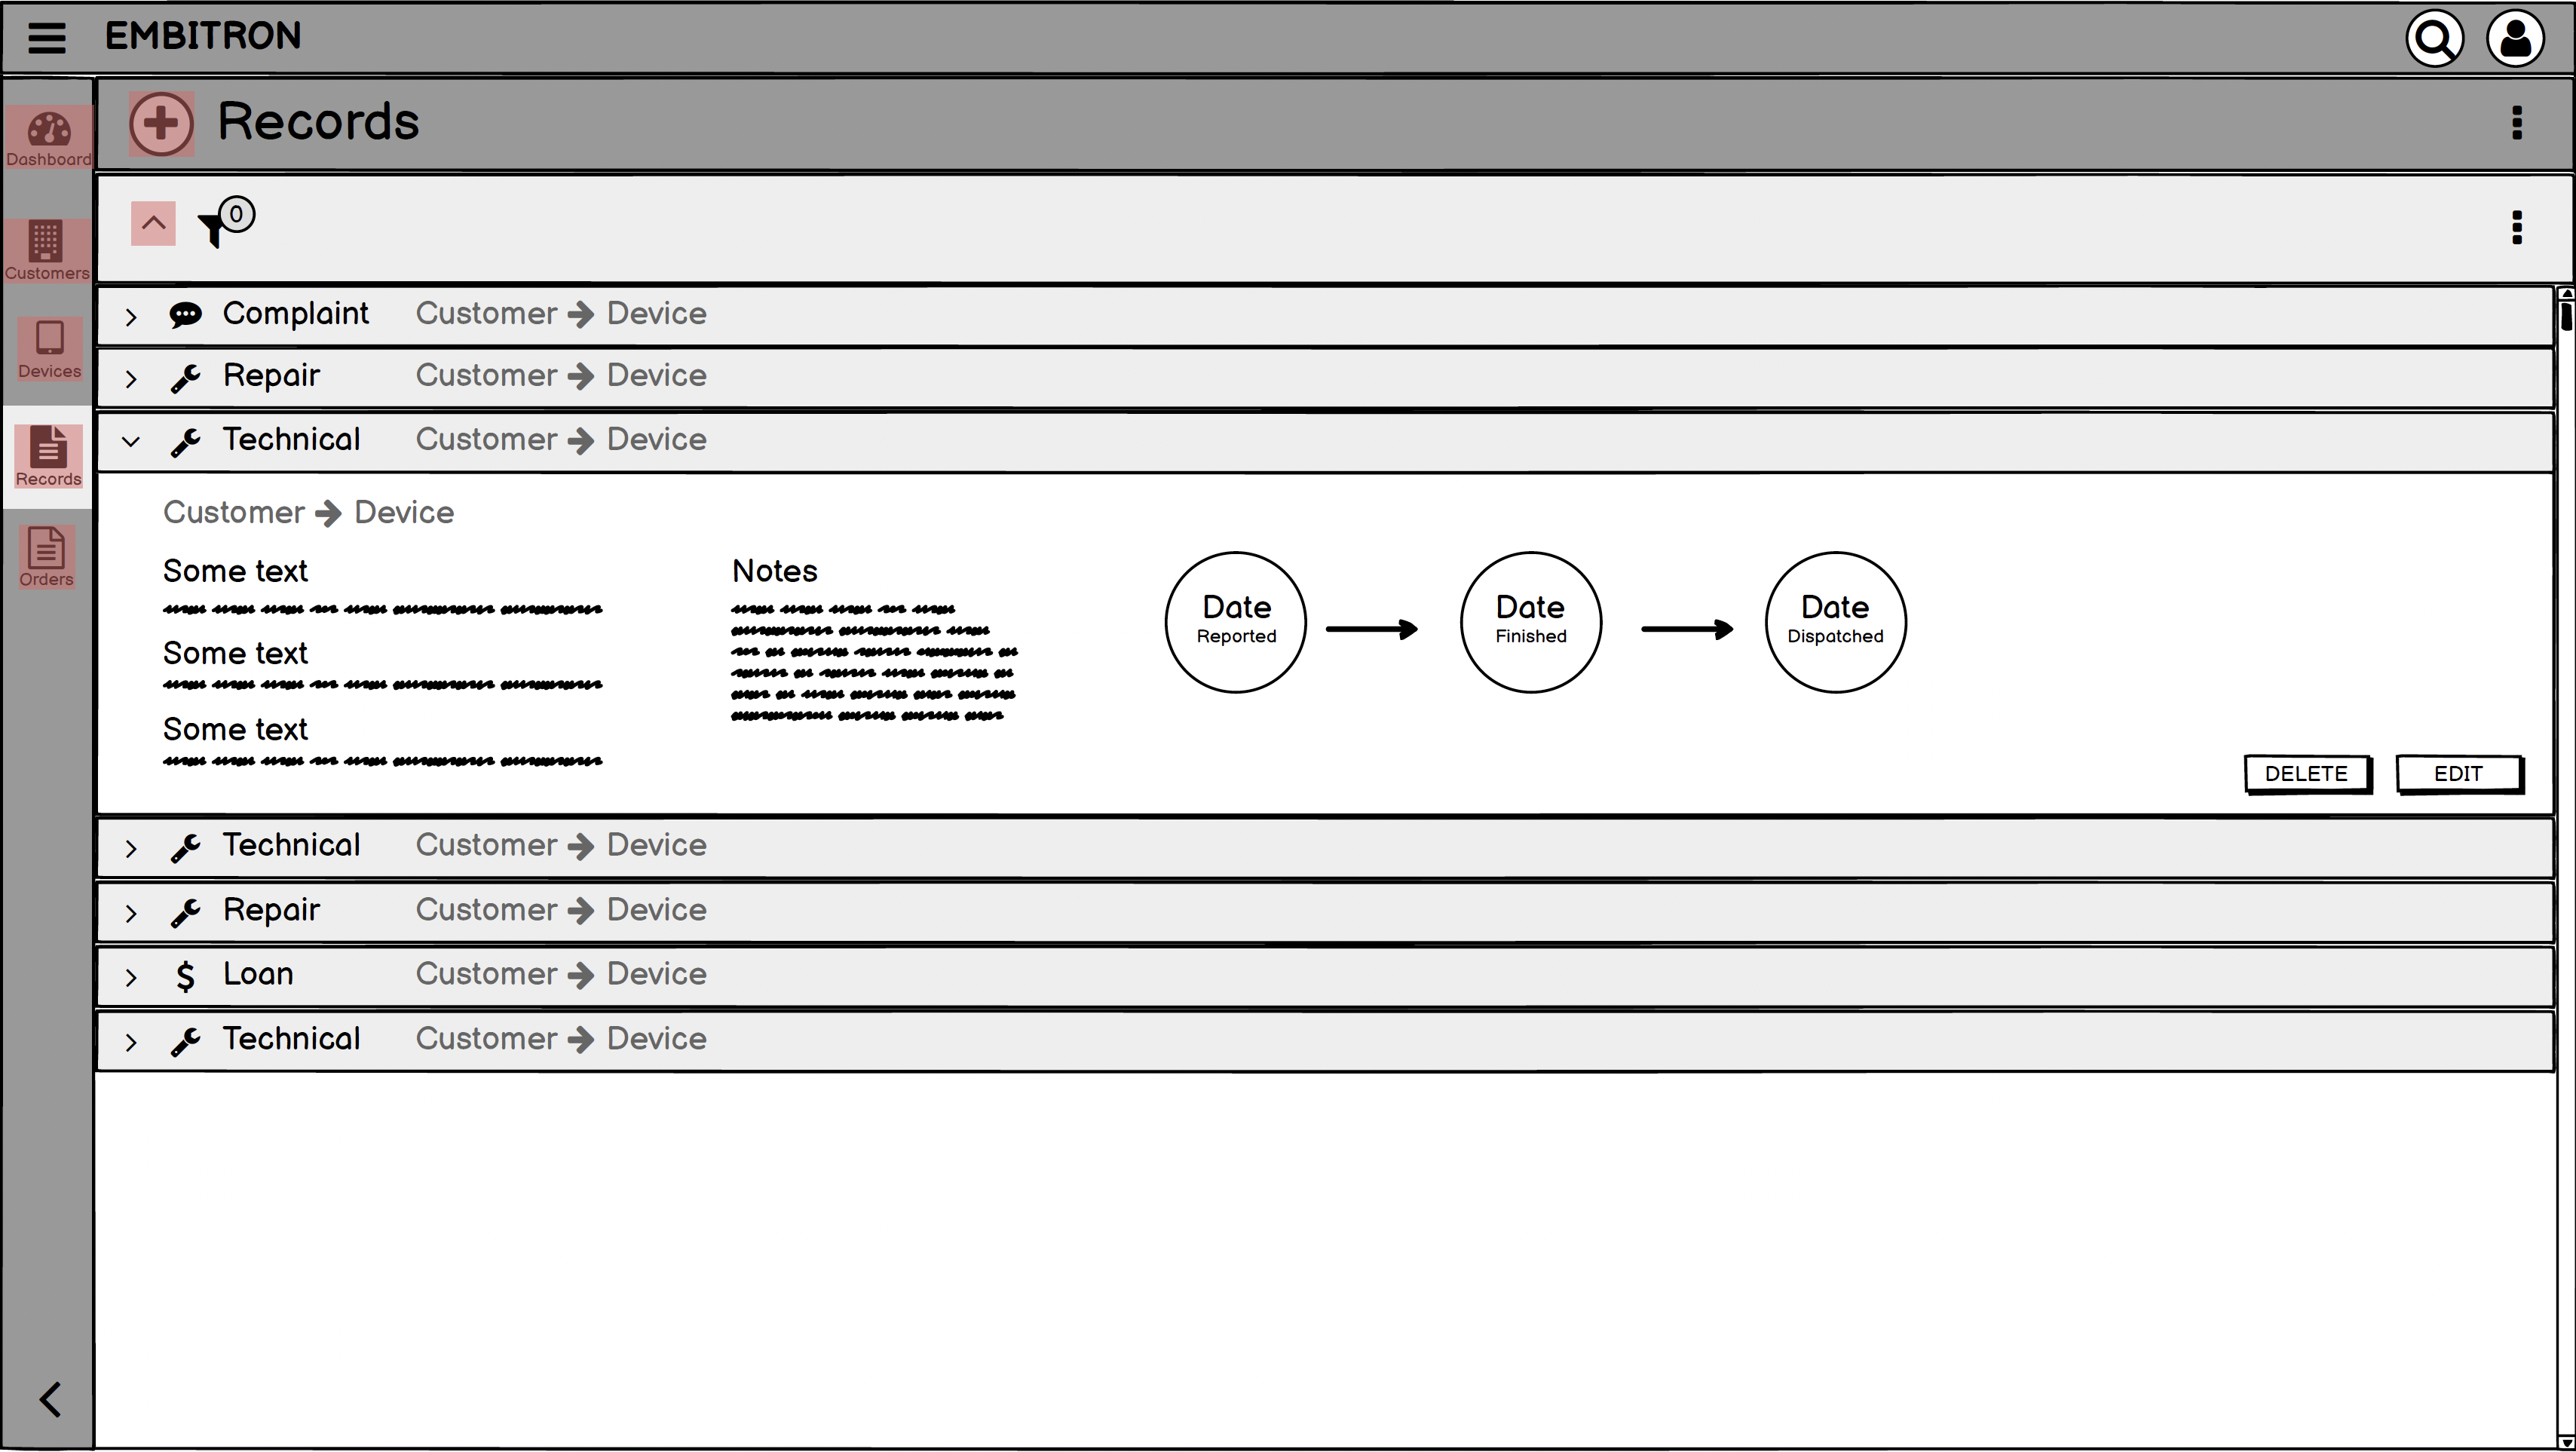 EMBITRON
Dashboard
Records
0
Customers
Complaint Customer Device
Devices
Repair Customer Device
Technical Customer Device
Records
Customer Device
Orders
Some text
Notes
Some text
Some text
Date
Reported
Date
Finished
Date
Dispatched
DELETE EDIT
Technical Customer Device
Repair Customer Device
$ Loan Customer Device
Technical Customer Device